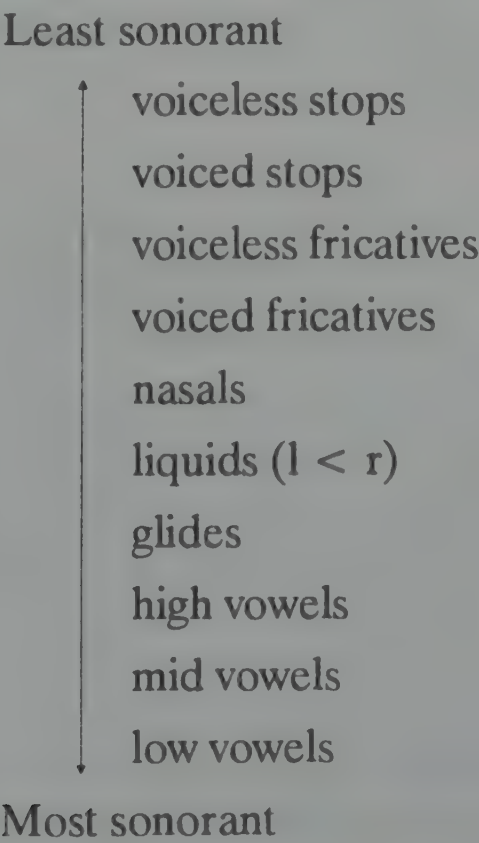 Least sonorant
voiceless stops
voiced stops
voiceless fricatives
voiced fricatives
nasals
liquids (l < r)
glides
high vowels
mid vowels
low vowels
Most sonorant